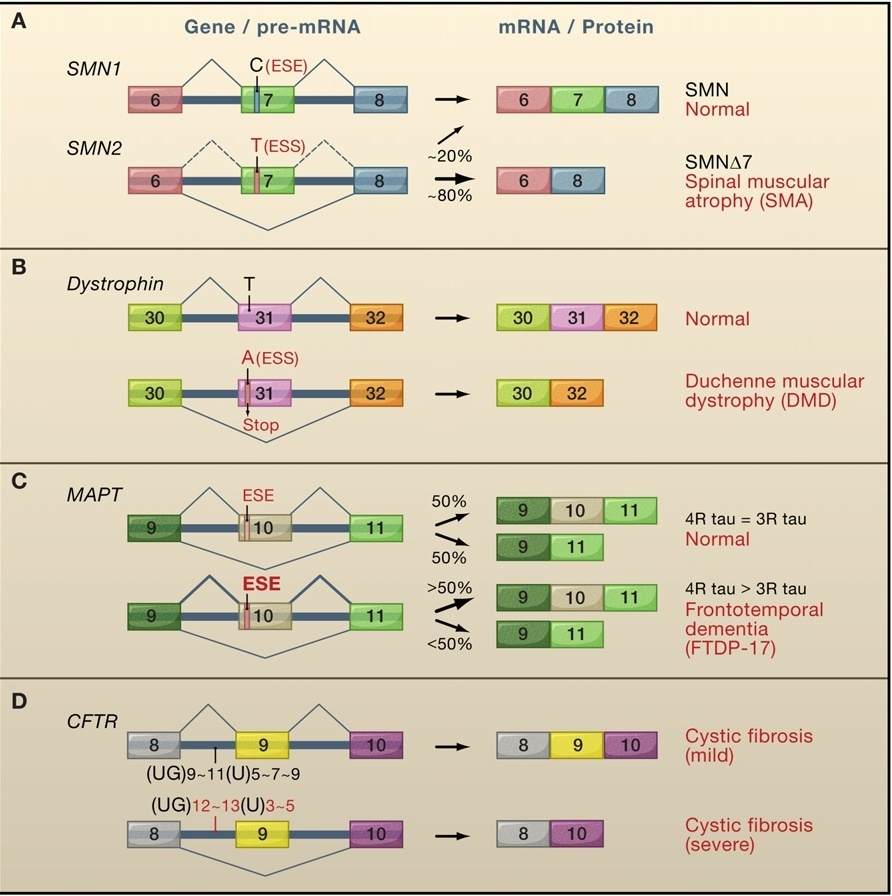 A
Gene / pre-mRNA
mRNA / Protein
SMN1
C(ESE)
6
7
8
6
7
8
SMN
Normal
SMN2
T(ESS)
6
7
8
~20%
~80%
6
8
SMNΔ7
Spinal muscular
atrophy (SMA)
B
Dystrophin
T
30
31
32
30
31
32
Normal
A(ESS)
30
31
32
Stop
30
32
Duchenne muscular
dystrophy (DMD)
C
MAPT
ESE
9
10
11
50%
50%
9
10
11
9
11
4R tau = 3R tau
Normal
ESE
9
10
11
>50%
<50%
9
10
11
9
11
4R tau > 3R tau
Frontotemporal
dementia
(FTDP-17)
D
CFTR
8
9
10
(UG)9~11(U)5~7~9
8
9
10
Cystic fibrosis
(mild)
(UG)12~13(U)3~5
8
9
10
8
10
Cystic fibrosis
(severe)